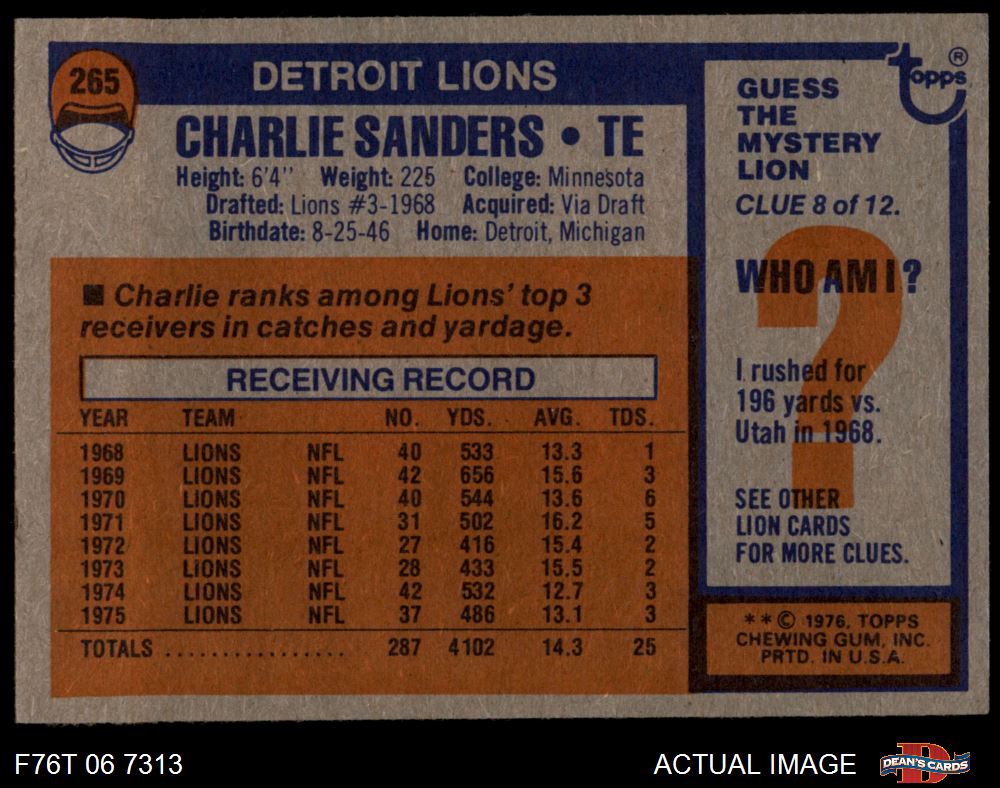 265
DETROIT LIONS
CHARLIE SANDERS • TE
Height: 6'4" Weight: 225 College: Minnesota
Drafted: Lions #3-1968 Acquired: Via Draft
Birthdate: 8-25-46 Home: Detroit, Michigan
■ Charlie ranks among Lions' top 3
receivers in catches and yardage.
RECEIVING RECORD
YEAR TEAM NO. YDS. AVG. TDS.
1968 LIONS NFL 40 533 13.3 1
1969 LIONS NFL 42 656 15.6 3
1970 LIONS NFL 40 544 13.6 6
1971 LIONS NFL 31 502 16.2 5
1972 LIONS NFL 27 416 15.4 2
1973 LIONS NFL 28 433 15.5 2
1974 LIONS NFL 42 532 12.7 3
1975 LIONS NFL 37 486 13.1 3
TOTALS ................ 287 4102 14.3 25
topps ®
GUESS
THE
MYSTERY
LION
CLUE 8 of 12.
WHO AM I?
?
I rushed for
196 yards vs.
Utah in 1968.
SEE OTHER
LION CARDS
FOR MORE CLUES.
* * © 1976, TOPPS
CHEWING GUM, INC.
PRTD. IN U.S.A.
F76T 06 7313
ACTUAL IMAGE
D
DEAN'S CARDS